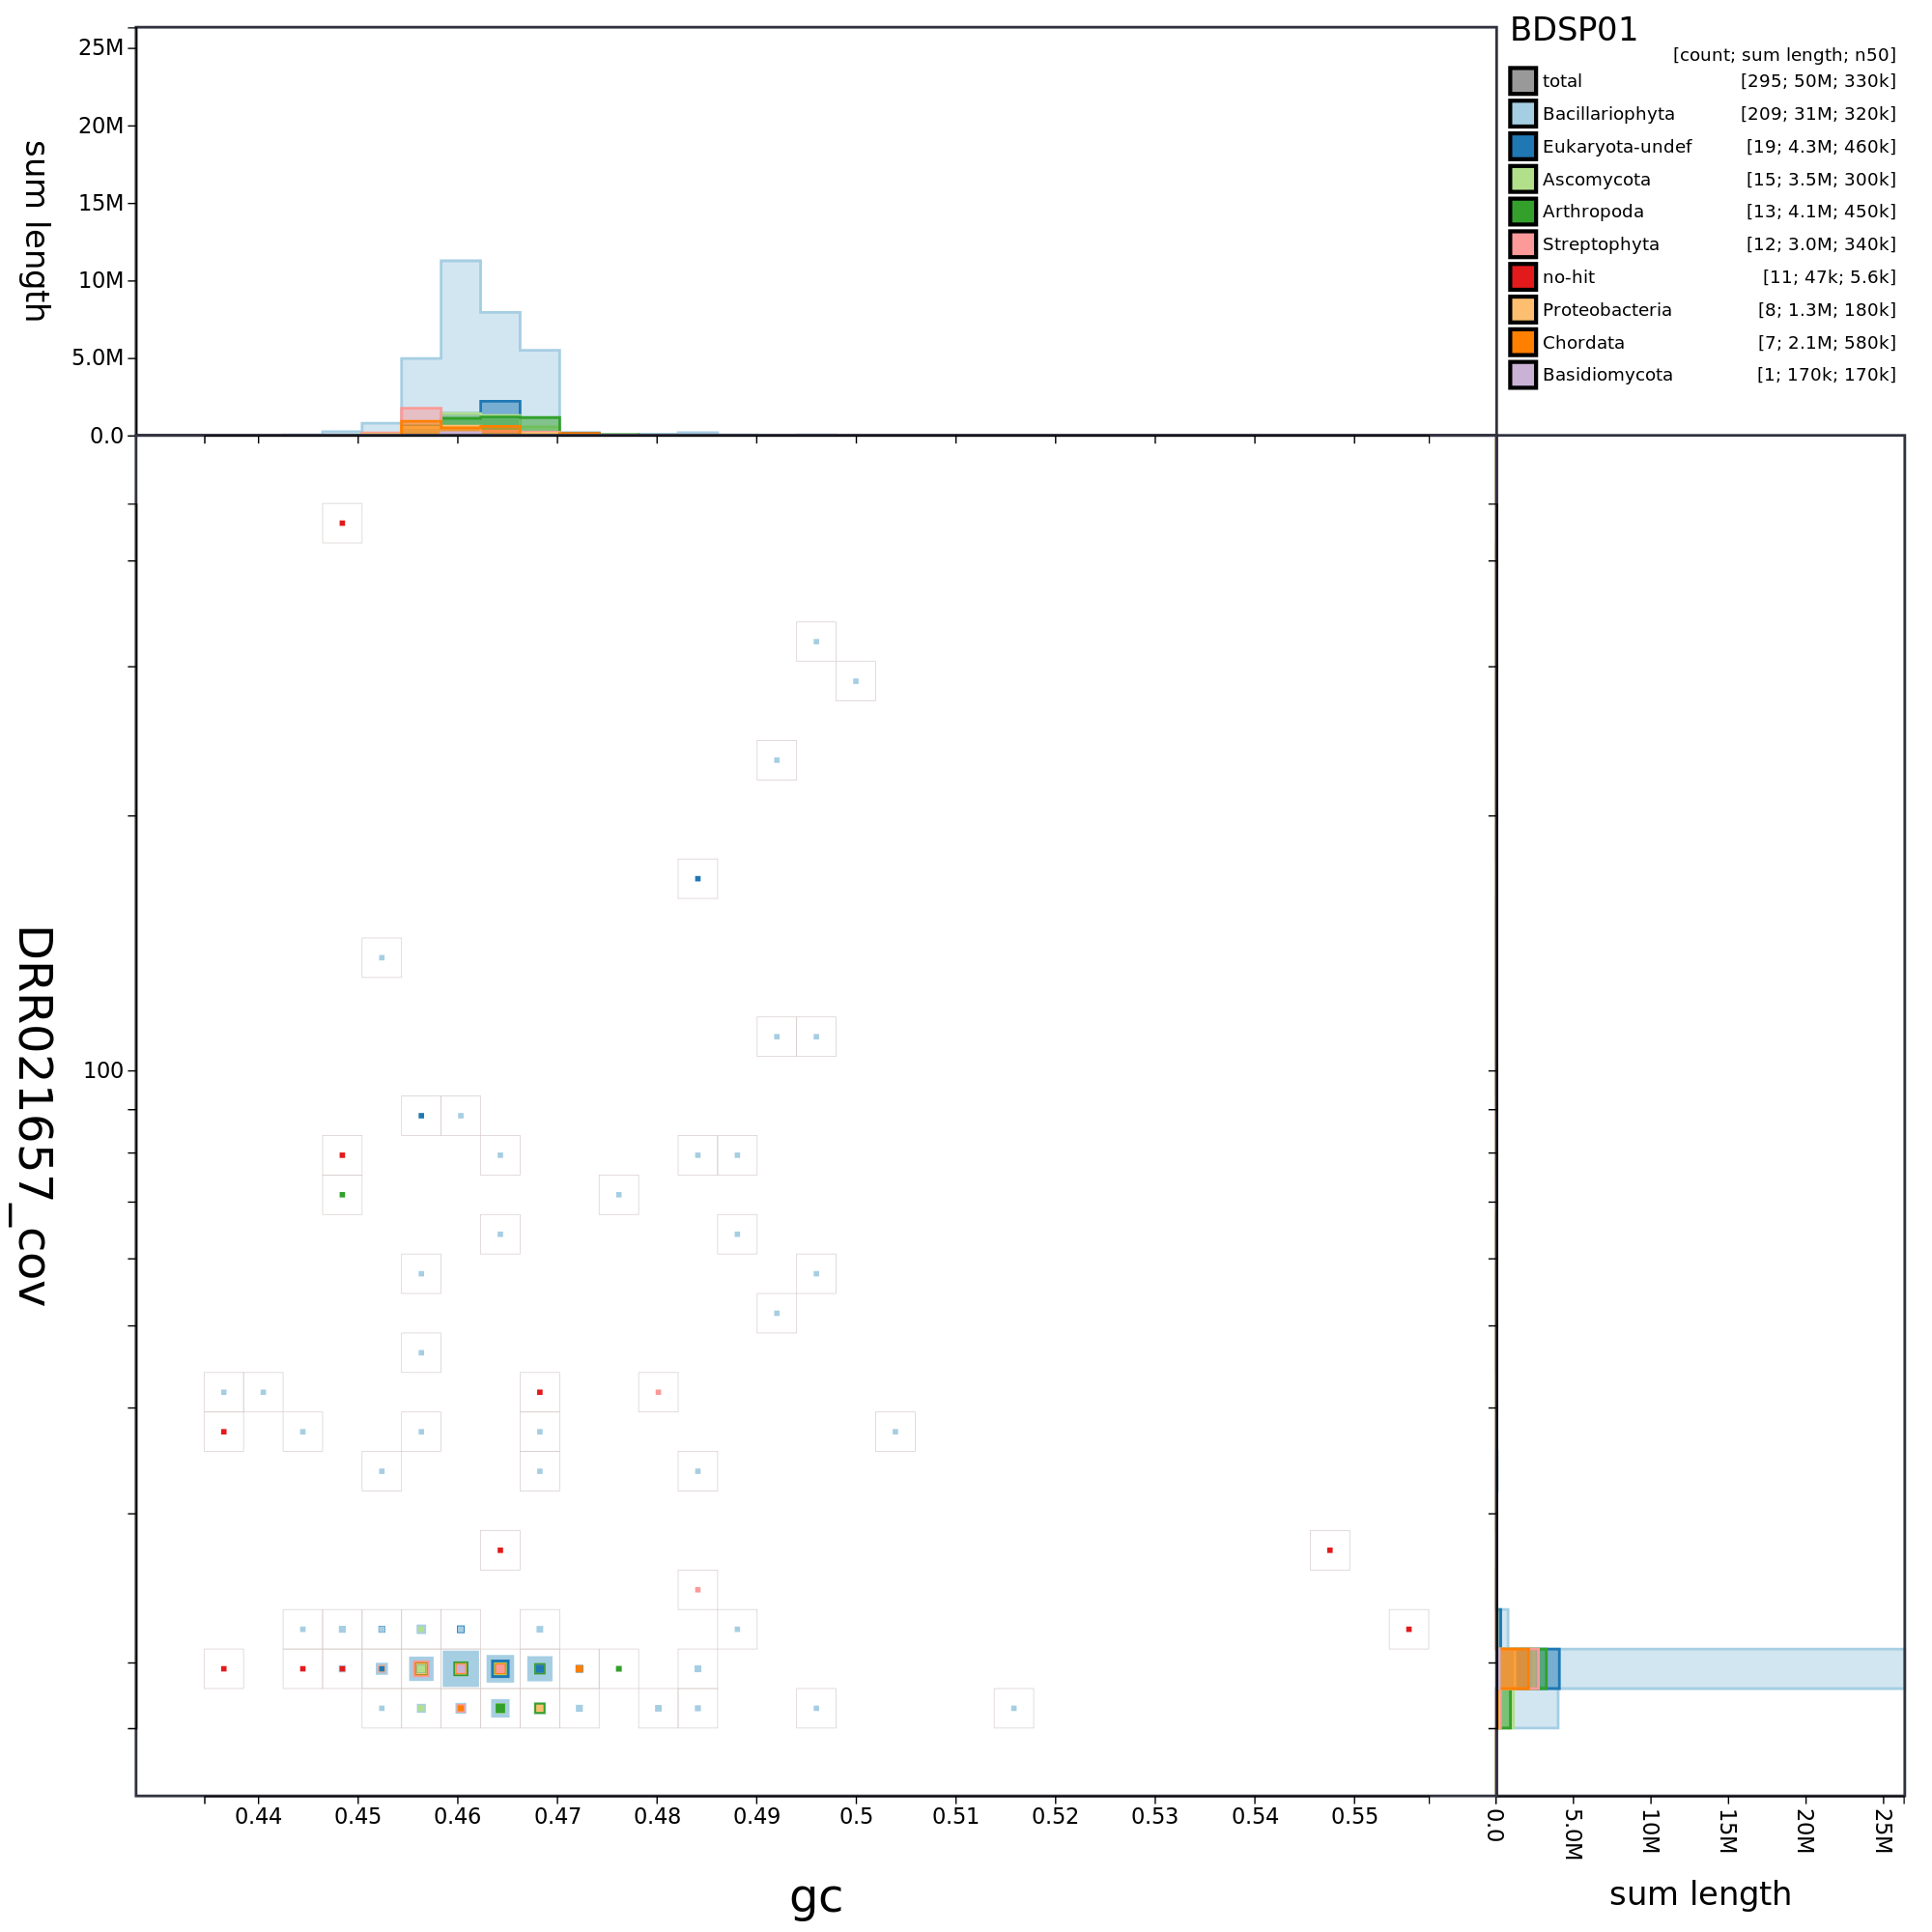 BDSP01
[count; sum length; n50]
total [295; 50M; 330k]
Bacillariophyta [209; 31M; 320k]
Eukaryota-undef [19; 4.3M; 460k]
Ascomycota [15; 3.5M; 300k]
Arthropoda [13; 4.1M; 450k]
Streptophyta [12; 3.0M; 340k]
no-hit [11; 47k; 5.6k]
Proteobacteria [8; 1.3M; 180k]
Chordata [7; 2.1M; 580k]
Basidiomycota [1; 170k; 170k]
sum length
25M
20M
15M
10M
5.0M
0.0
DRR021657_cov
100
0.44 0.45 0.46 0.47 0.48 0.49 0.5 0.51 0.52 0.53 0.54 0.55
gc
0.0 5.0M 10M 15M 20M 25M
sum length